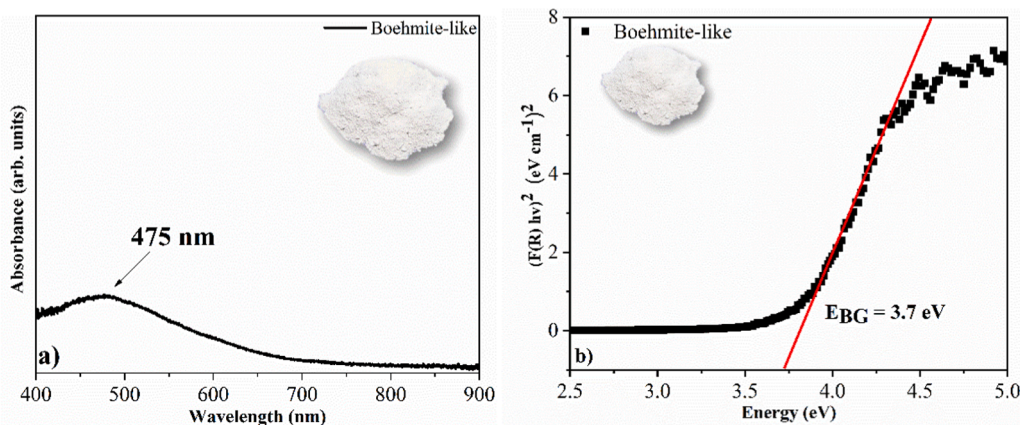 Boehmite-like
475 nm
a)
Absorbance (arb. units)
400 500 600 700 800 900
Wavelength (nm)
Boehmite-like
8
6
4
2
0
(F(R) hν)² (eV cm⁻¹)²
E_BG = 3.7 eV
b)
2.5 3.0 3.5 4.0 4.5 5.0
Energy (eV)